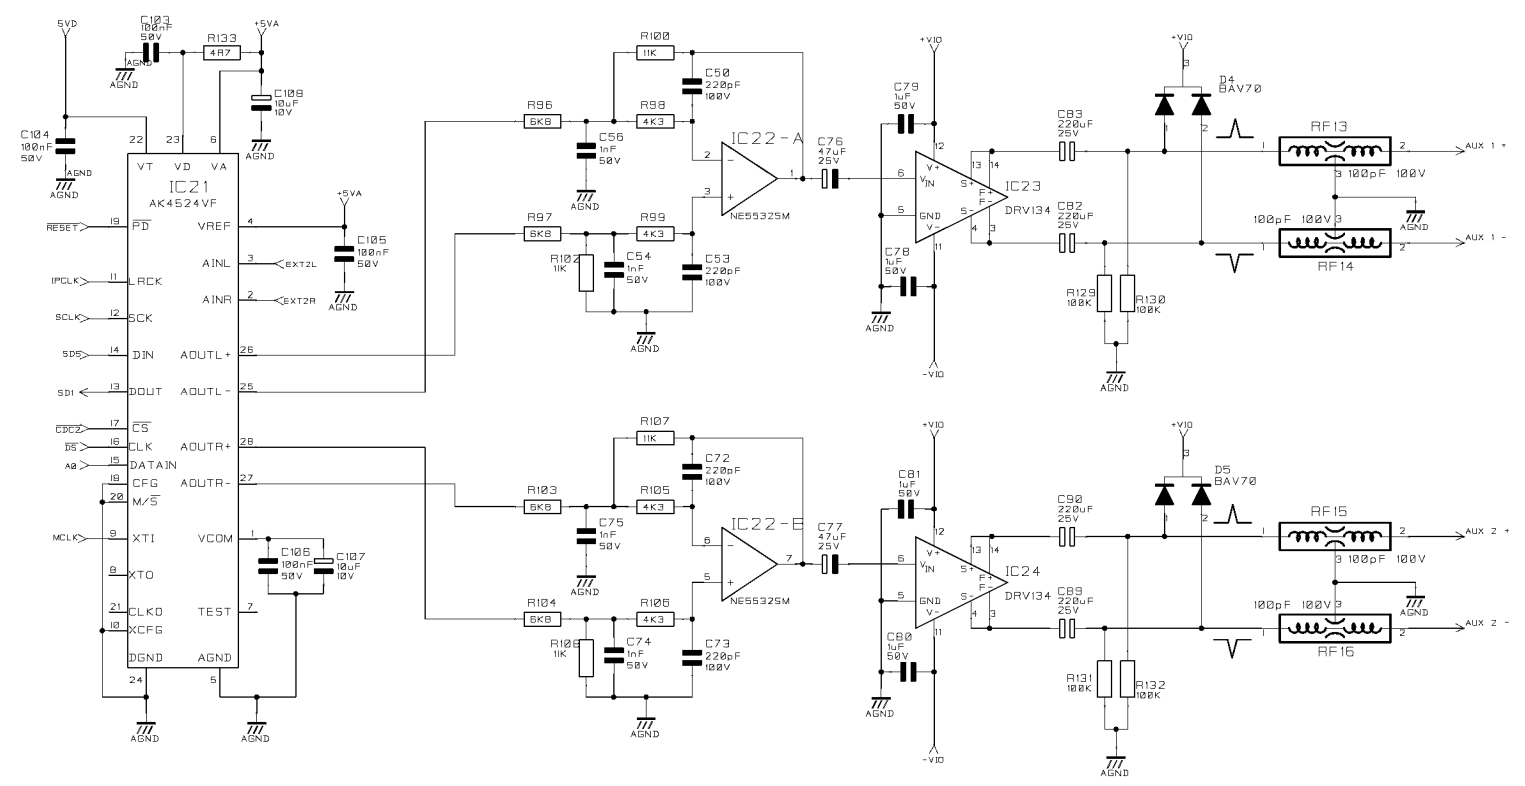 5VD
C103
100nF
50V
AGND
AGND
R133
4R7
+5VA
C108
10uF
10V
AGND
C104
100nF
50V
AGND
AGND
22
23
6
VT
VD
VA
IC21
AK4524VF
RESET
19
PD
IPCLK
11
LRCK
SCLK
12
SCK
SD5
14
DIN
SD1
13
DOUT
CDC2
17
CS
DS
16
CLK
A0
15
DATAIN
18
CFG
20
M/S
MCLK
9
XTI
8
XTO
21
CLKO
10
XCFG
DGND
24
AGND
5
AGND
AGND
VREF
4
+5VA
C105
100nF
50V
AGND
AINL
3
EXT2L
AINR
2
EXT2R
AOUTL+
26
AOUTL-
25
AOUTR+
28
AOUTR-
27
VCOM
1
C106
100nF
50V
C107
10uF
10V
TEST
7
R96
6K8
R100
11K
C50
220pF
100V
R98
4K3
C56
1nF
50V
AGND
R97
6K8
R99
4K3
R102
11K
C54
1nF
50V
C53
220pF
100V
AGND
IC22-A
2
-
3
+
1
NE5532SM
C76
47uF
25V
+V10
C79
1uF
50V
12
V+
6
VIN
5
GND
V-
11
C78
1uF
50V
AGND
-V10
13
14
S+
F+
F-
S-
4
3
IC23
DRV134
C83
220uF
25V
C82
220uF
25V
R129
100K
R130
100K
AGND
+V10
3
D4
BAV70
1
2
RF13
1
2
3
100pF 100V
AUX 1 +
AGND
100pF 100V
3
1
2
RF14
AUX 1 -
R103
6K8
R107
11K
C72
220pF
100V
R105
4K3
C75
1nF
50V
AGND
R104
6K8
R106
4K3
R108
11K
C74
1nF
50V
C73
220pF
100V
AGND
IC22-B
6
-
5
+
7
NE5532SM
C77
47uF
25V
+V10
C81
1uF
50V
12
V+
6
VIN
5
GND
V-
11
C80
1uF
50V
AGND
-V10
13
14
S+
F+
F-
S-
4
3
IC24
DRV134
C90
220uF
25V
C89
220uF
25V
R131
100K
R132
100K
AGND
+V10
3
D5
BAV70
1
2
RF15
1
2
3
100pF 100V
AUX 2 +
AGND
100pF 100V
3
1
2
RF16
AUX 2 -